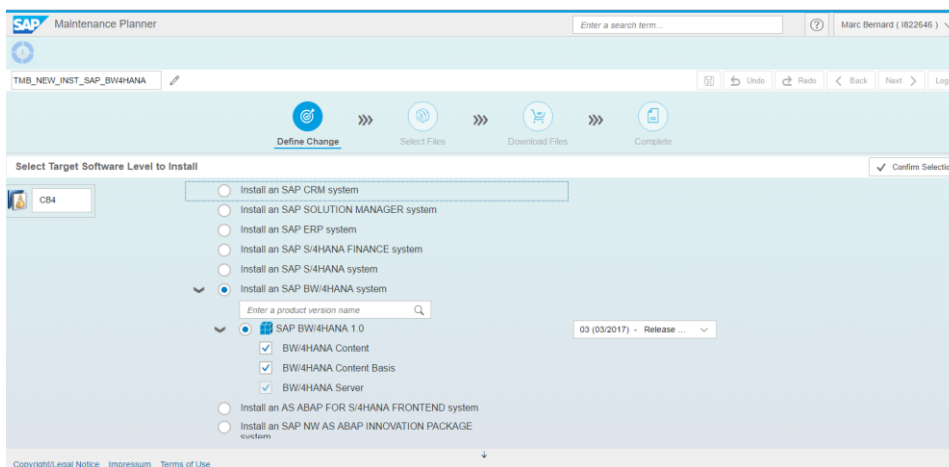 SAP Maintenance Planner Enter a search term... ? Marc Bernard ( I822646 )
TMB_NEW_INST_SAP_BW4HANA Undo Redo Back Next Log
Define Change Select Files Download Files Complete
Select Target Software Level to Install Confirm Selectio
CB4
Install an SAP CRM system
Install an SAP SOLUTION MANAGER system
Install an SAP ERP system
Install an SAP S/4HANA FINANCE system
Install an SAP S/4HANA system
Install an SAP BW/4HANA system
Enter a product version name
SAP BW/4HANA 1.0 03 (03/2017) - Release ...
BW/4HANA Content
BW/4HANA Content Basis
BW/4HANA Server
Install an AS ABAP FOR S/4HANA FRONTEND system
Install an SAP NW AS ABAP INNOVATION PACKAGE
system
Copyright/Legal Notice Impressum Terms of Use